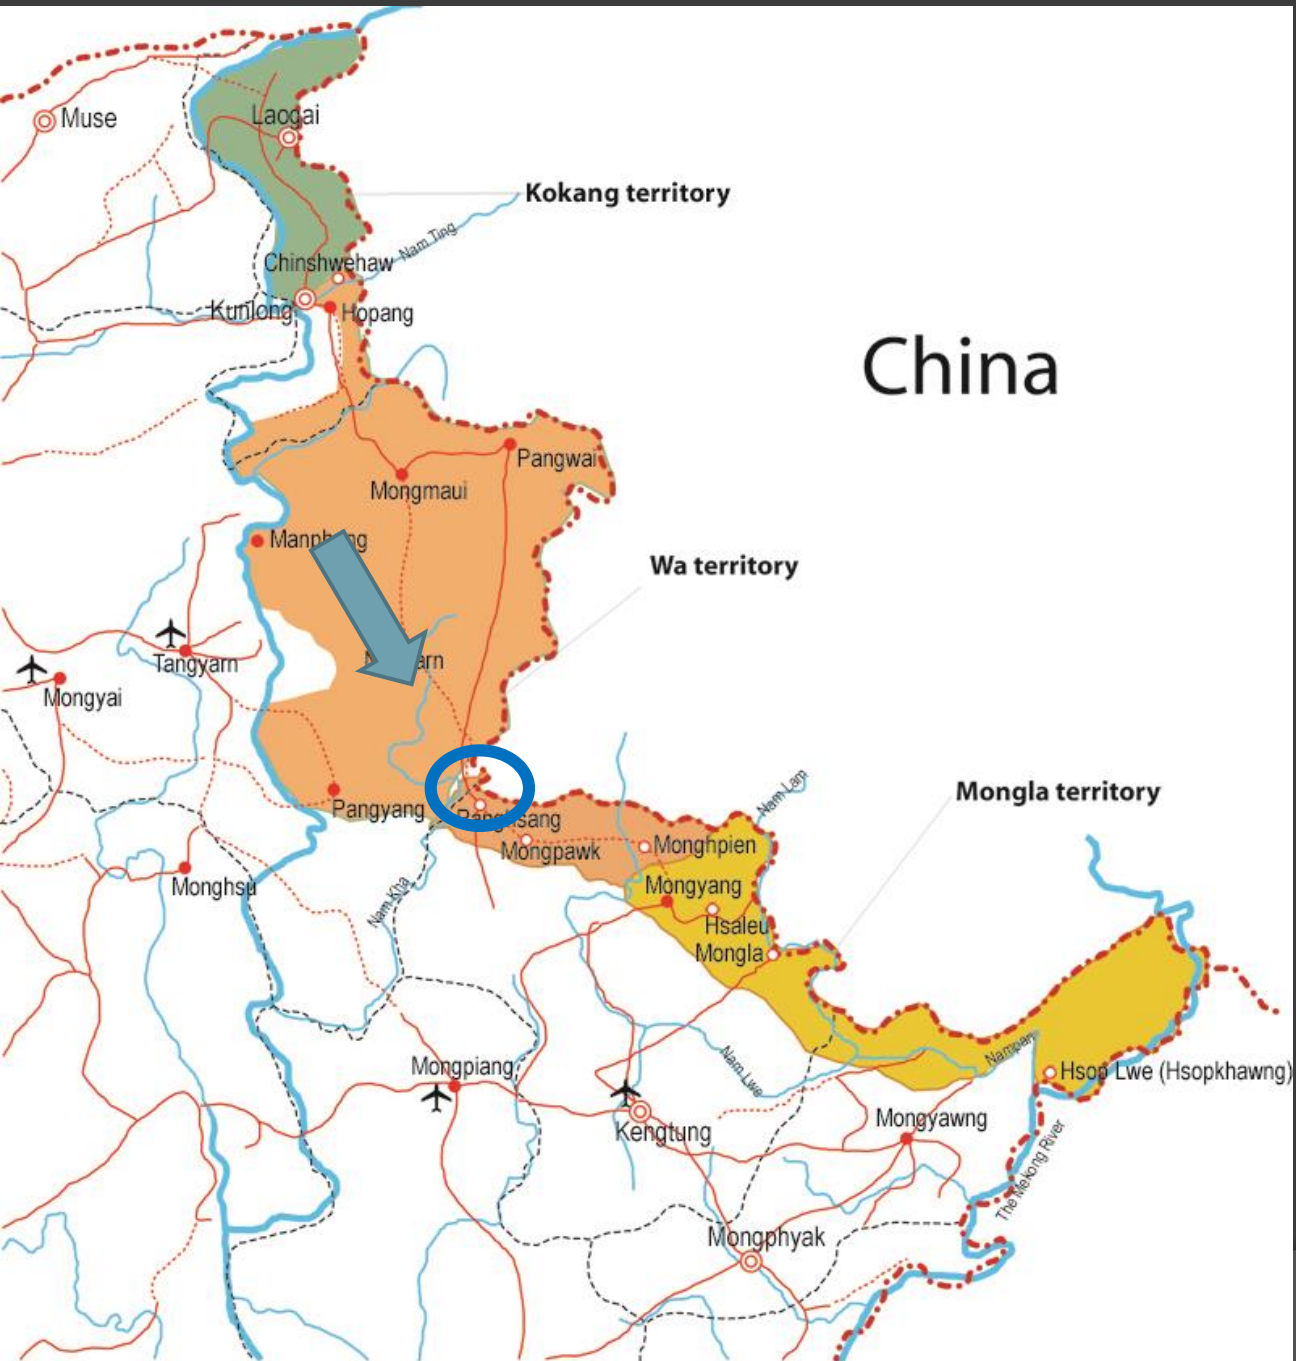 Muse
Laogai
Kokang territory
Nam Ting
Chinshwehaw
Kunlong
Hopang
China
Pangwai
Mongmaui
Wa territory
Tangyarn
Mongyai
Nam Lam
Mongla territory
Pangyang
Mongpawk
Monghpien
Monghsu
Mongyang
Nam Kha
Hsaleu
Mongla
Nampan
Mongpiang
Nam Lwe
Hsop Lwe (Hsopkhawng)
Kengtung
Mongyawng
The Mekong River
Mongphyak